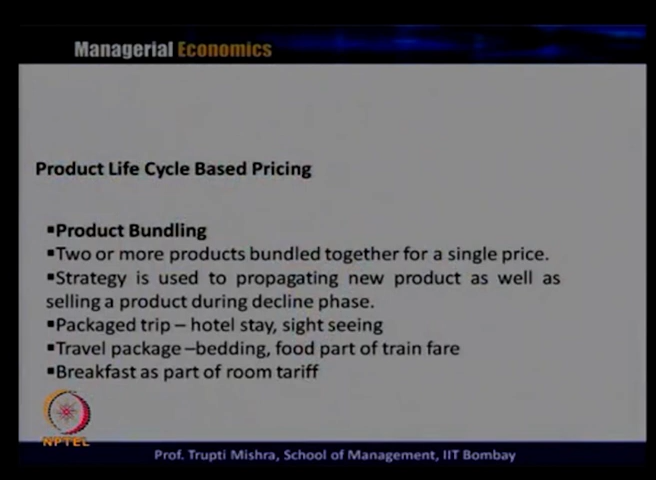 Managerial Economics
Product Life Cycle Based Pricing
▪Product Bundling
▪Two or more products bundled together for a single price.
▪Strategy is used to propagating new product as well as
selling a product during decline phase.
▪Packaged trip – hotel stay, sight seeing
▪Travel package –bedding, food part of train fare
▪Breakfast as part of room tariff
NPTEL
Prof. Trupti Mishra, School of Management, IIT Bombay